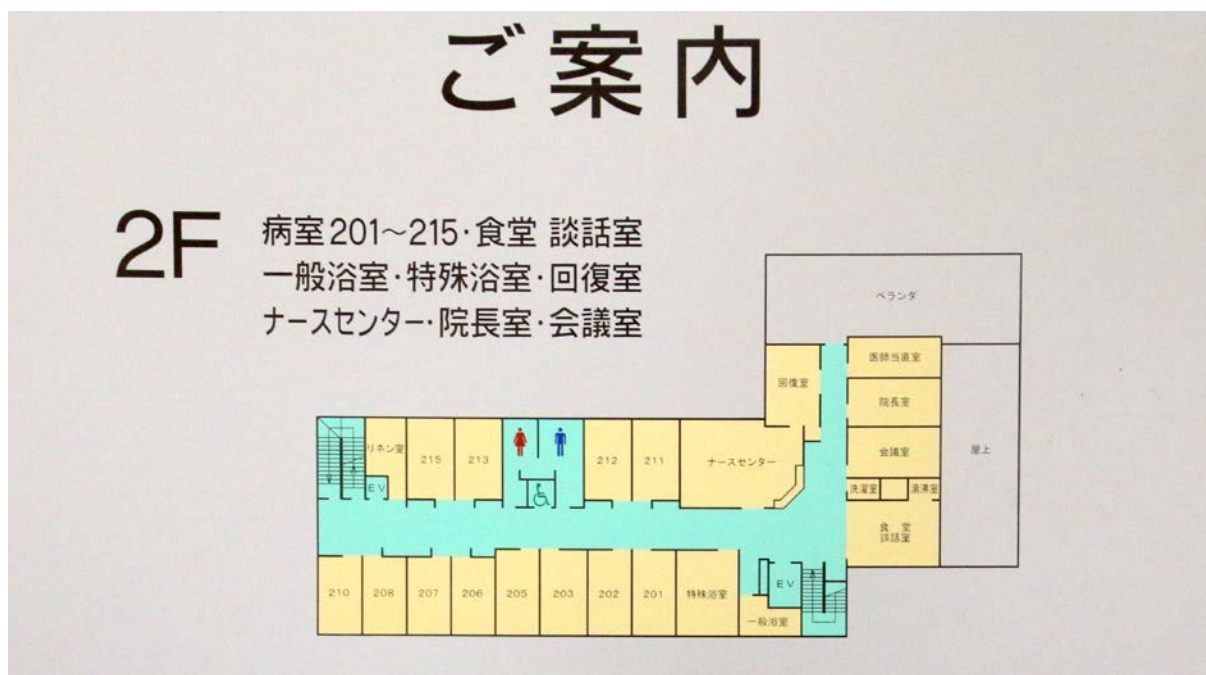 ご案内
2F
病室201～215・食堂 談話室
一般浴室・特殊浴室・回復室
ナースセンター・院長室・会議室
ベランダ
医師当直室
回復室
院長室
会議室
屋上
リネン室
215
213
212
211
ナースセンター
EV
洗濯室
湯沸室
食堂
談話室
210
208
207
206
205
203
202
201
特殊浴室
EV
一般浴室